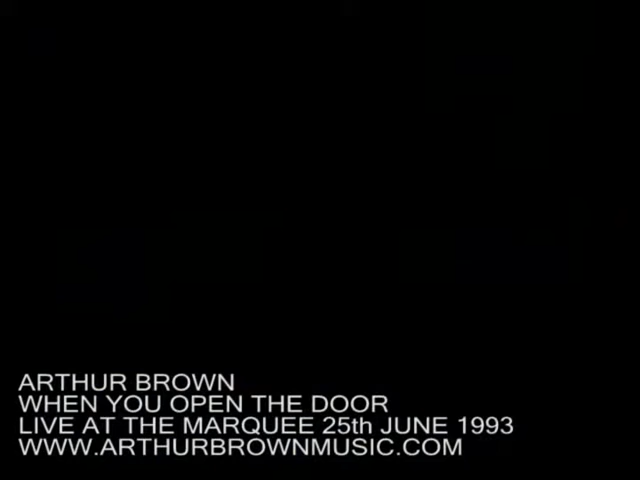 ARTHUR BROWN
WHEN YOU OPEN THE DOOR
LIVE AT THE MARQUEE 25th JUNE 1993
WWW.ARTHURBROWNMUSIC.COM